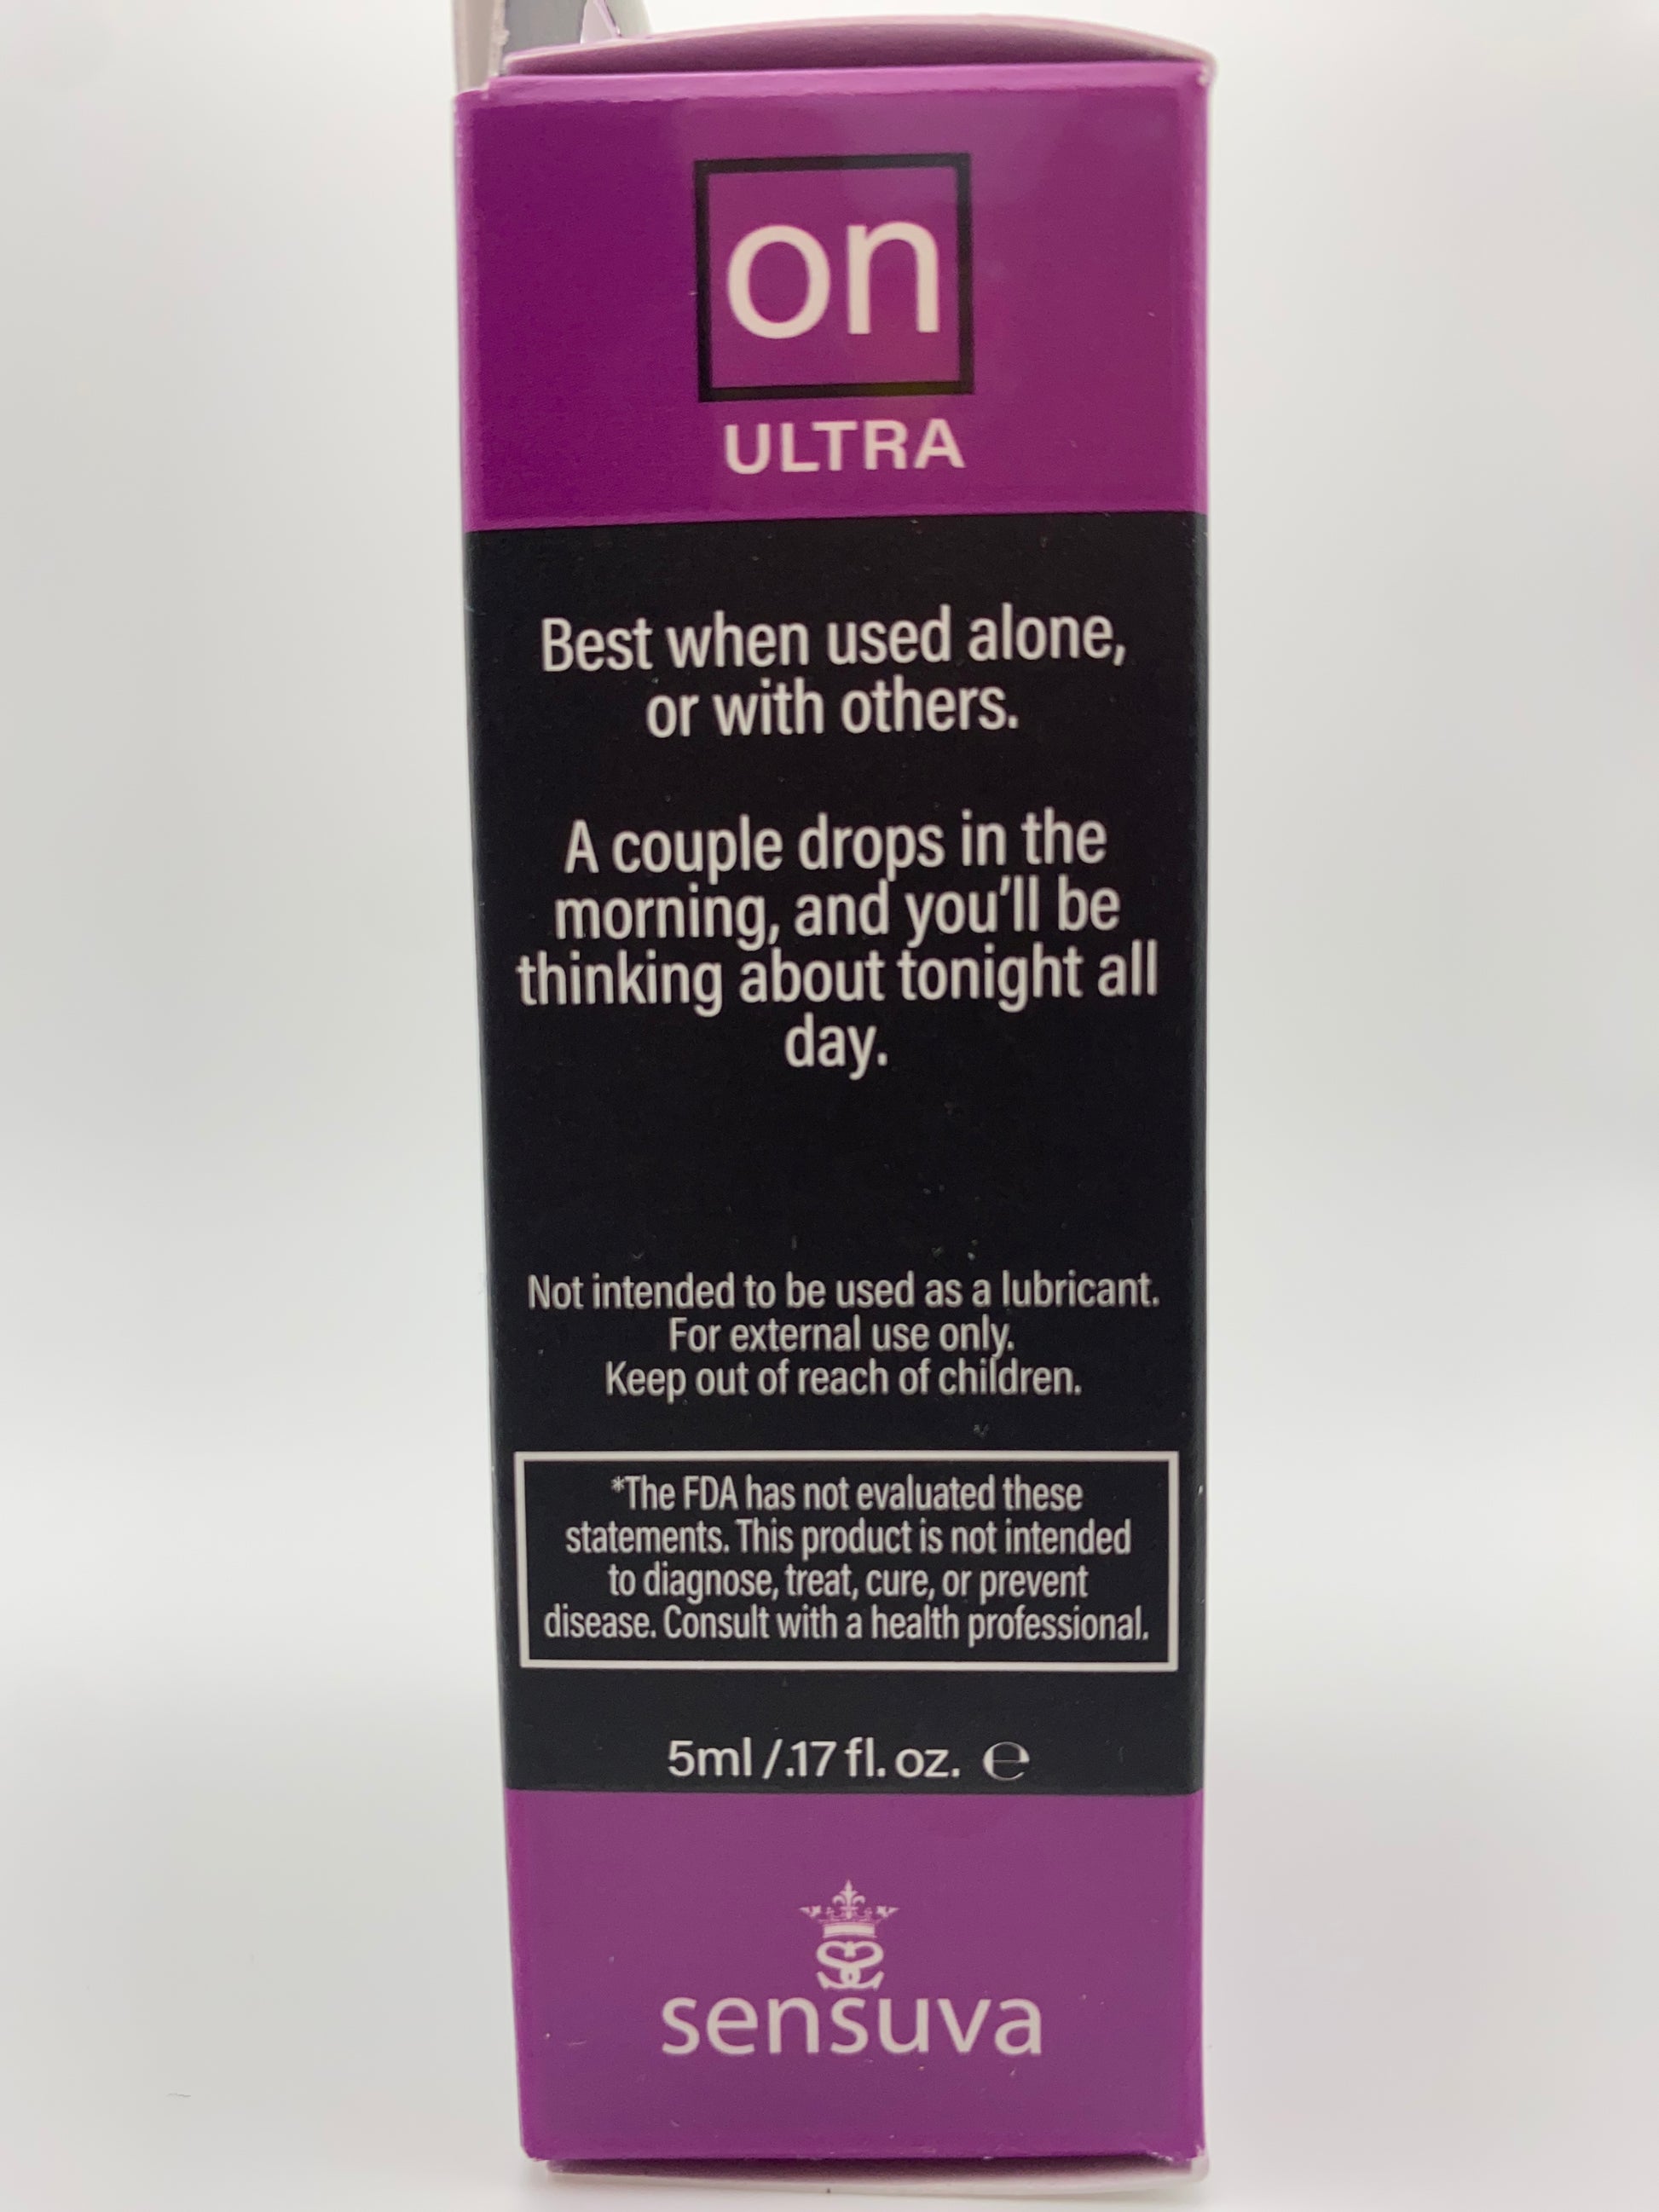 on
ULTRA
Best when used alone,
or with others.
A couple drops in the
morning, and you'll be
thinking about tonight all
day.
Not intended to be used as a lubricant.
For external use only.
Keep out of reach of children.
*The FDA has not evaluated these
statements. This product is not intended
to diagnose, treat, cure, or prevent
disease. Consult with a health professional.
5ml /.17 fl. oz. ℮
sensuva